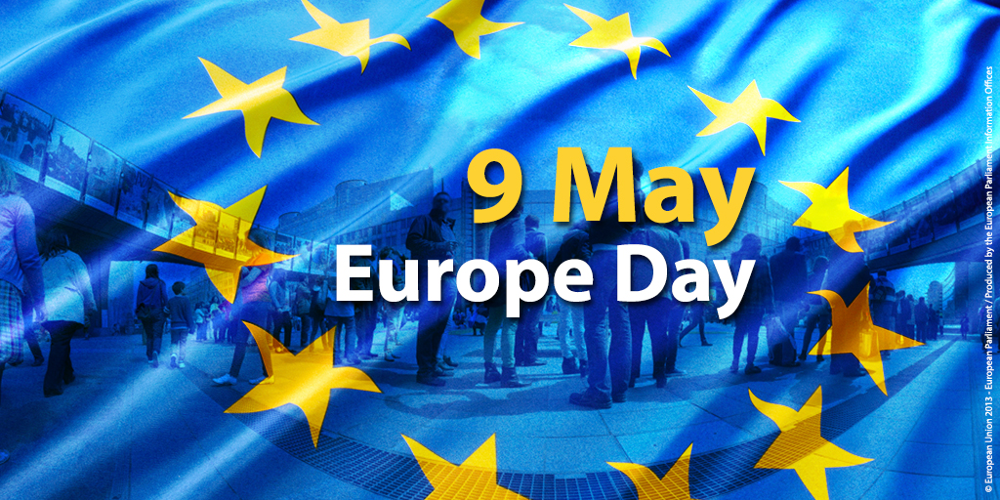 9 May
Europe Day
© European Union 2013 - European Parliament / Produced by the European Parliament Information Offices